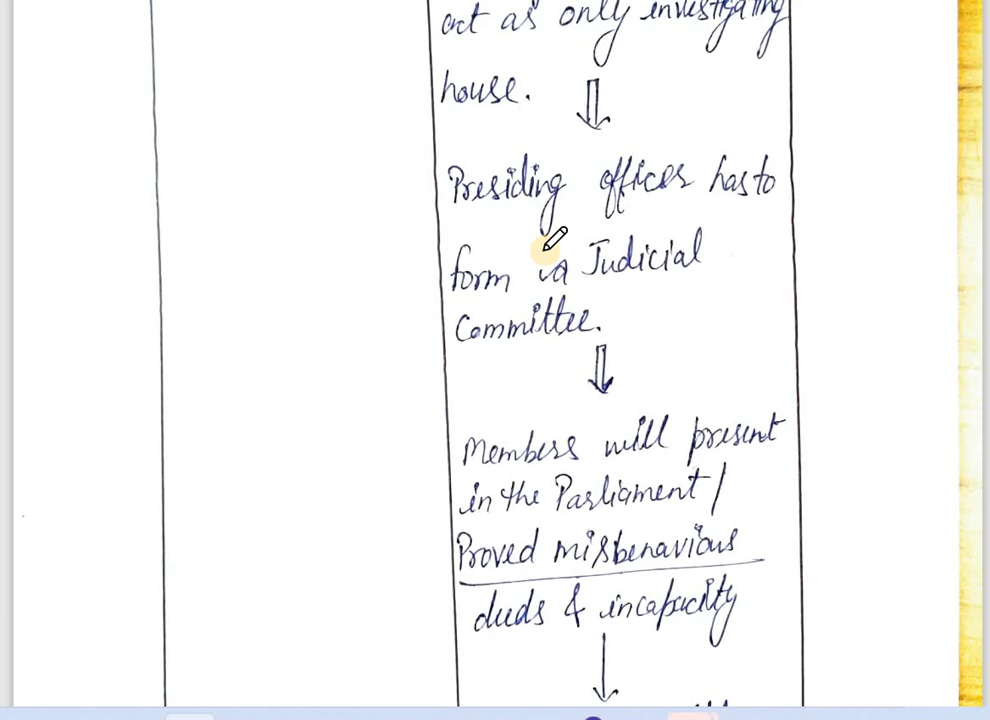 act as only investigating
house.
Presiding officer has to
form a Judicial
Committee.
Members will present
in the Parliament /
Proved misbehaviour
duds & incapacity